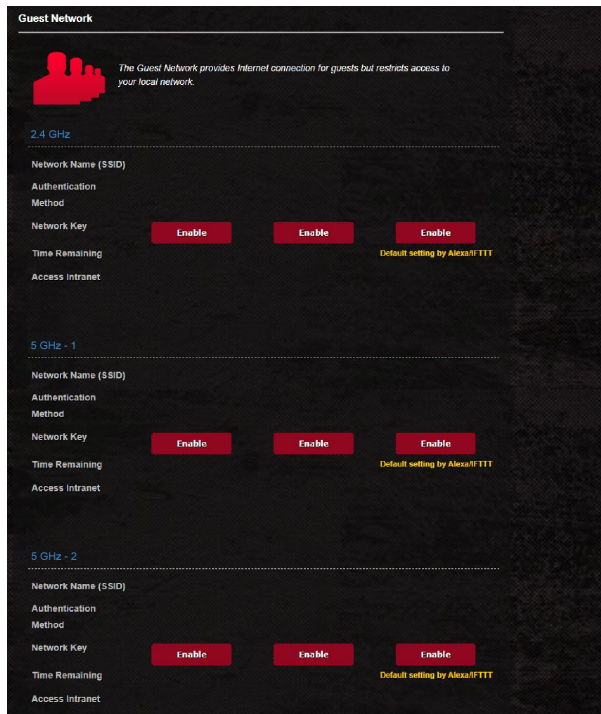 Guest Network
The Guest Network provides Internet connection for guests but restricts access to
your local network.
2.4 GHz
Network Name (SSID)
Authentication
Method
Network Key
Enable Enable Enable
Time Remaining
Default setting by Alexa/IFTTT
Access Intranet
5 GHz - 1
Network Name (SSID)
Authentication
Method
Network Key
Enable Enable Enable
Time Remaining
Default setting by Alexa/IFTTT
Access Intranet
5 GHz - 2
Network Name (SSID)
Authentication
Method
Network Key
Enable Enable Enable
Time Remaining
Default setting by Alexa/IFTTT
Access Intranet